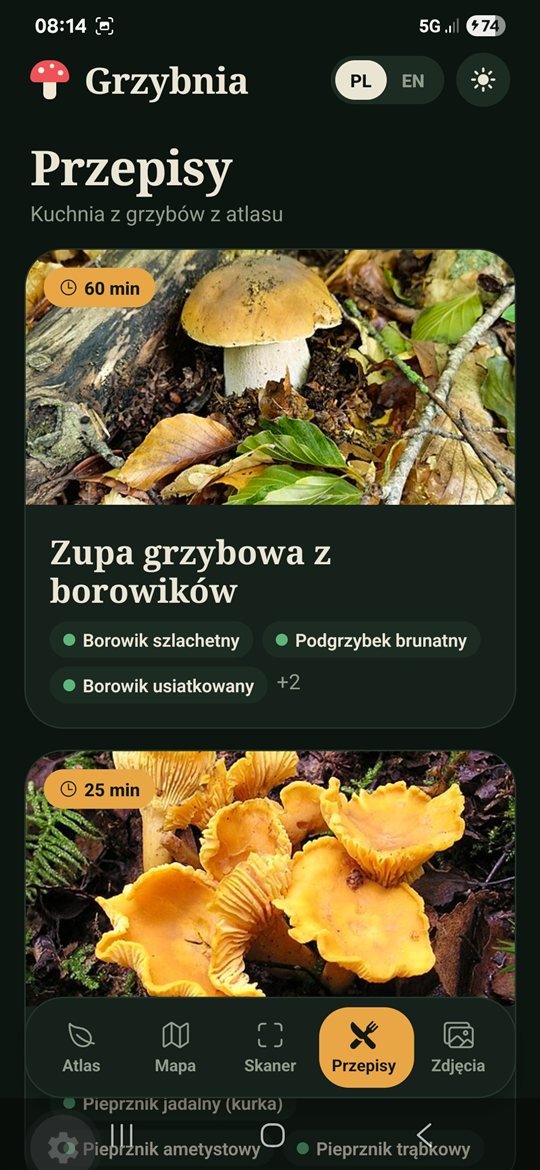 08:14
5G 74
Grzybnia
PL EN
Przepisy
Kuchnia z grzybów z atlasu
60 min
Zupa grzybowa z
borowików
Borowik szlachetny
Podgrzybek brunatny
Borowik usiatkowany
+2
25 min
Atlas
Mapa
Skaner
Przepisy
Zdjęcia
Pieprznik jadalny (kurka)
Pieprznik ametystowy
Pieprznik trąbkowy